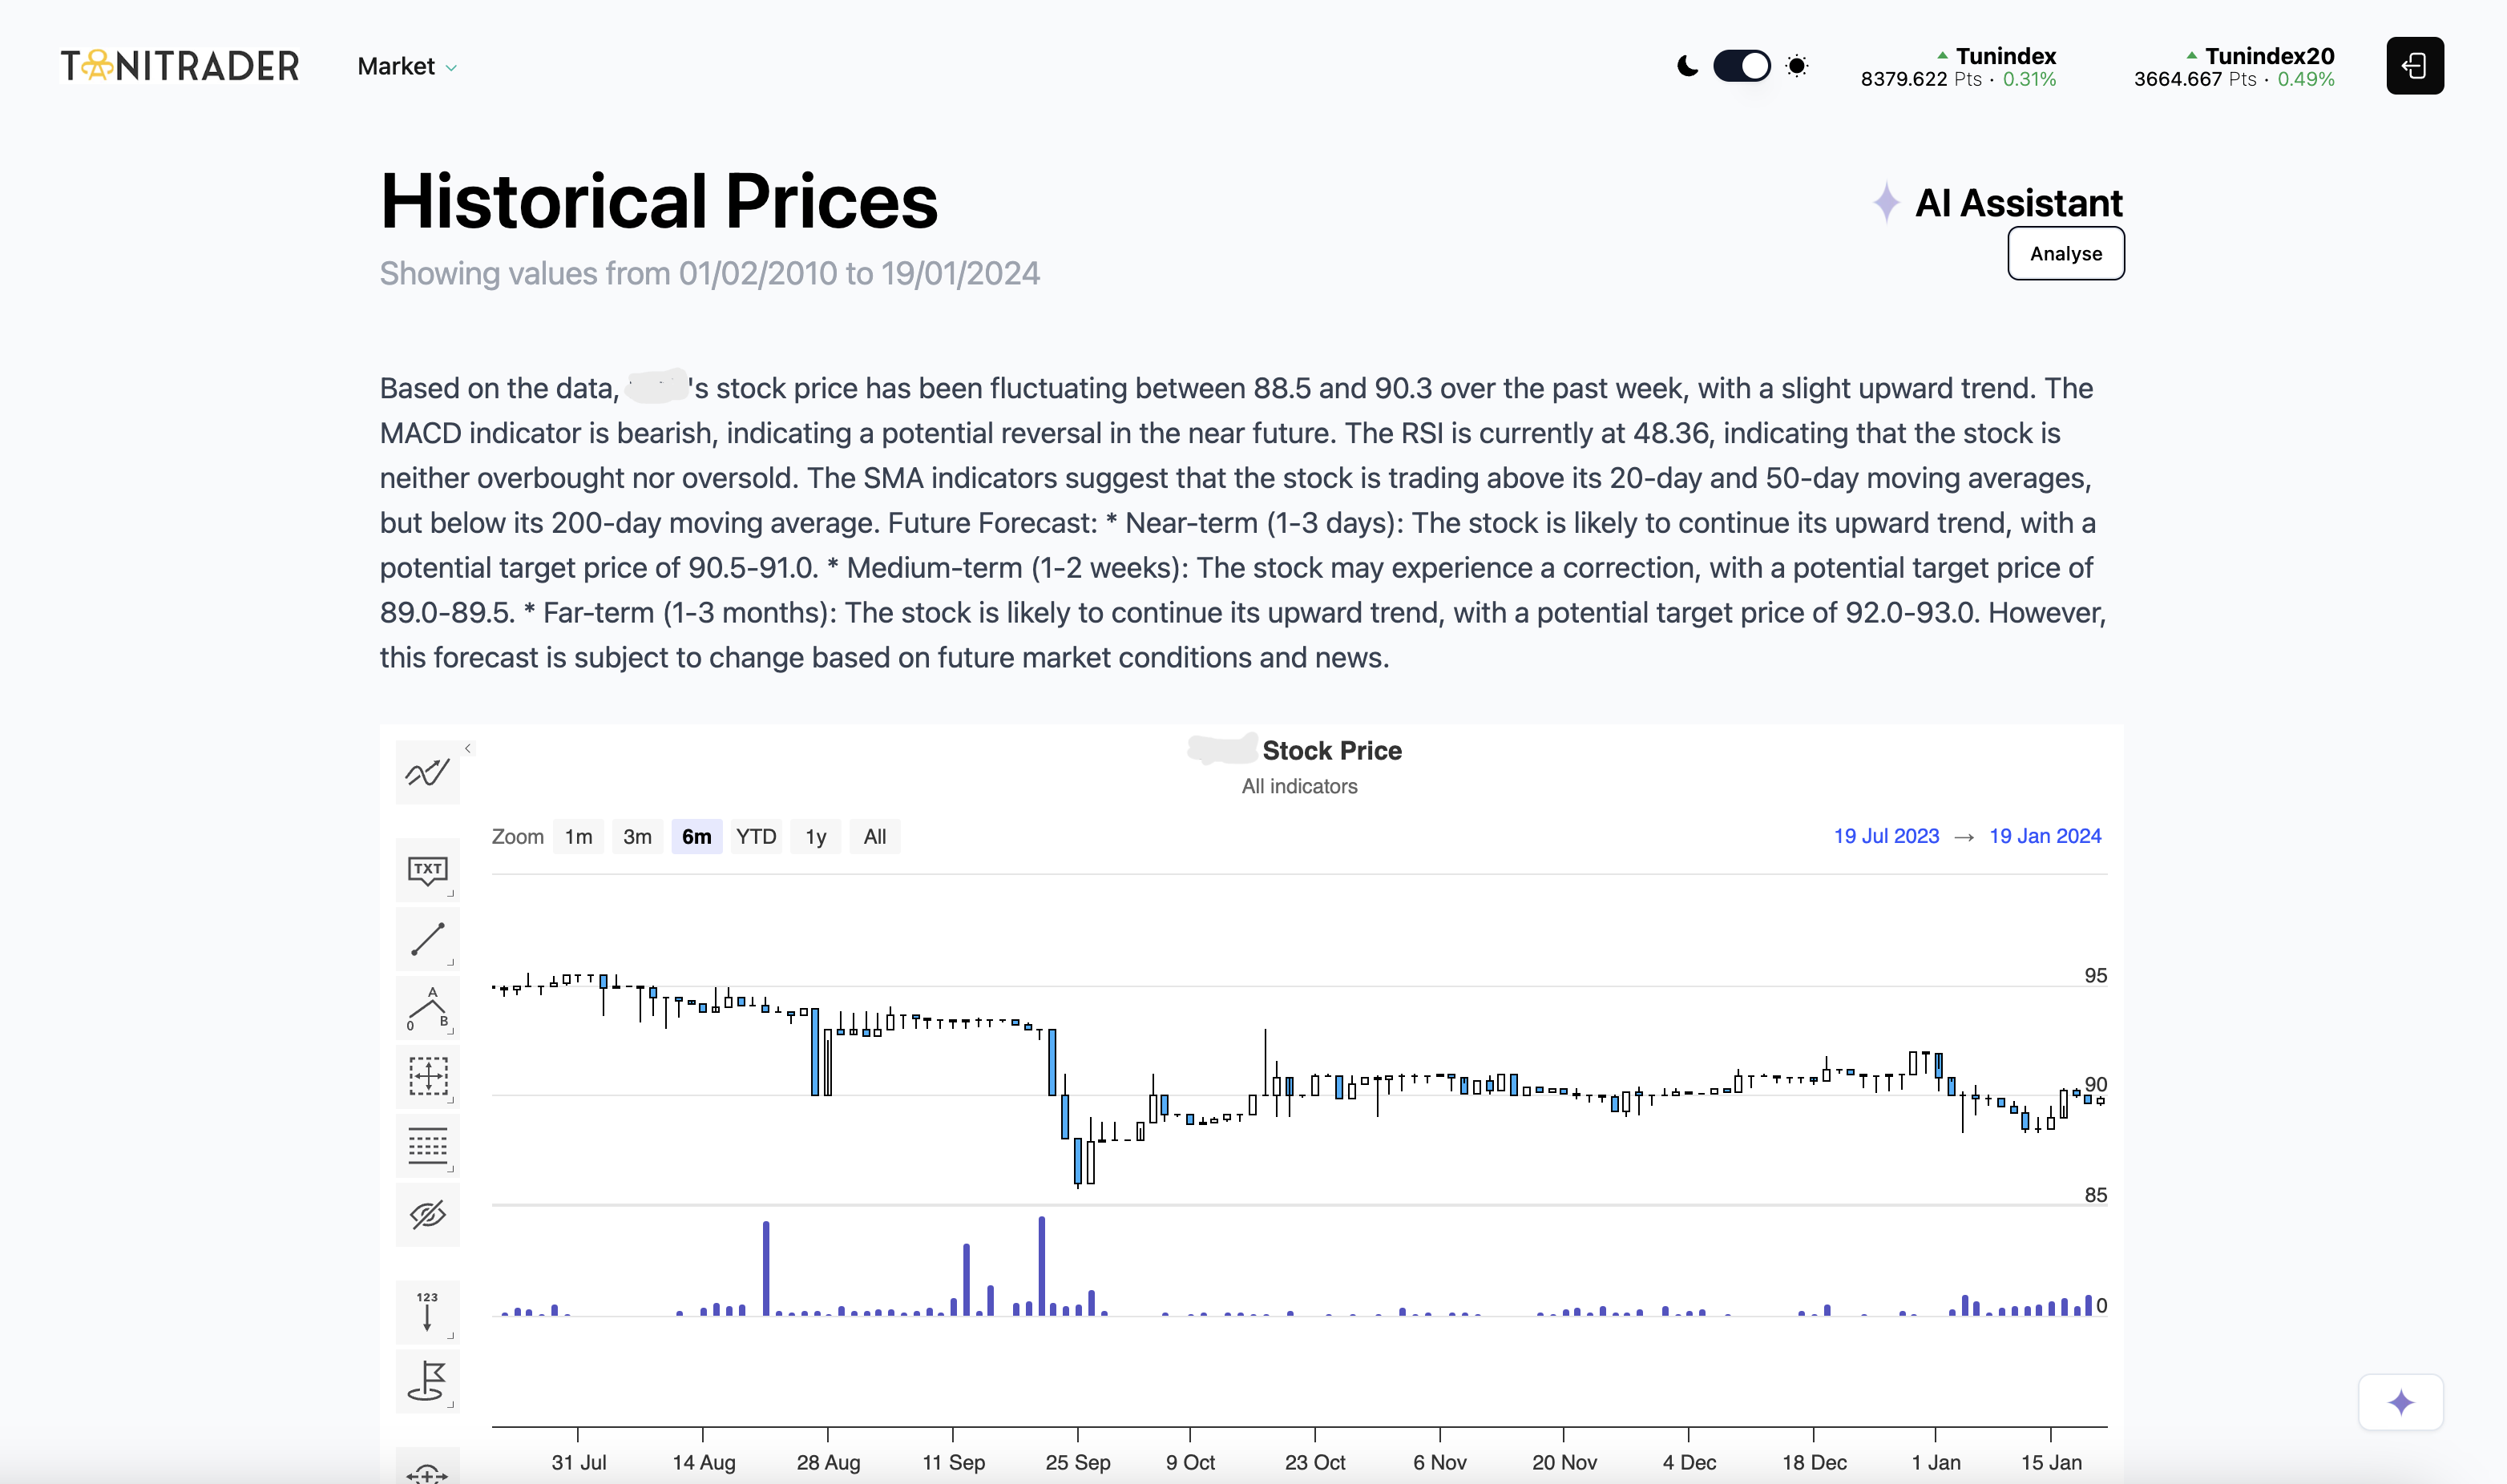 TANITRADER
Market
Tunindex
8379.622 Pts · 0.31%
Tunindex20
3664.667 Pts · 0.49%
Historical Prices
Showing values from 01/02/2010 to 19/01/2024
AI Assistant
Analyse
Based on the data, 's stock price has been fluctuating between 88.5 and 90.3 over the past week, with a slight upward trend. The
MACD indicator is bearish, indicating a potential reversal in the near future. The RSI is currently at 48.36, indicating that the stock is
neither overbought nor oversold. The SMA indicators suggest that the stock is trading above its 20-day and 50-day moving averages,
but below its 200-day moving average. Future Forecast: * Near-term (1-3 days): The stock is likely to continue its upward trend, with a
potential target price of 90.5-91.0. * Medium-term (1-2 weeks): The stock may experience a correction, with a potential target price of
89.0-89.5. * Far-term (1-3 months): The stock is likely to continue its upward trend, with a potential target price of 92.0-93.0. However,
this forecast is subject to change based on future market conditions and news.
Stock Price
All indicators
Zoom 1m 3m 6m YTD 1y All
19 Jul 2023 → 19 Jan 2024
TXT
A
0 B
123
95
90
85
0
31 Jul 14 Aug 28 Aug 11 Sep 25 Sep 9 Oct 23 Oct 6 Nov 20 Nov 4 Dec 18 Dec 1 Jan 15 Jan